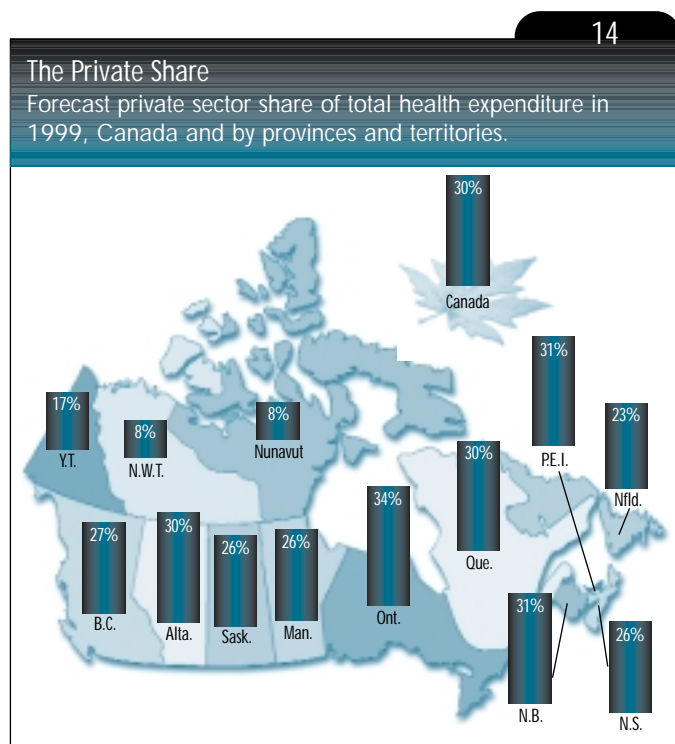 14
The Private Share
Forecast private sector share of total health expenditure in
1999, Canada and by provinces and territories.
30%
Canada
31%
P.E.I.
23%
Nfld.
17%
Y.T.
8%
N.W.T.
8%
Nunavut
30%
Que.
34%
Ont.
27%
B.C.
30%
Alta.
26%
Sask.
26%
Man.
31%
N.B.
26%
N.S.